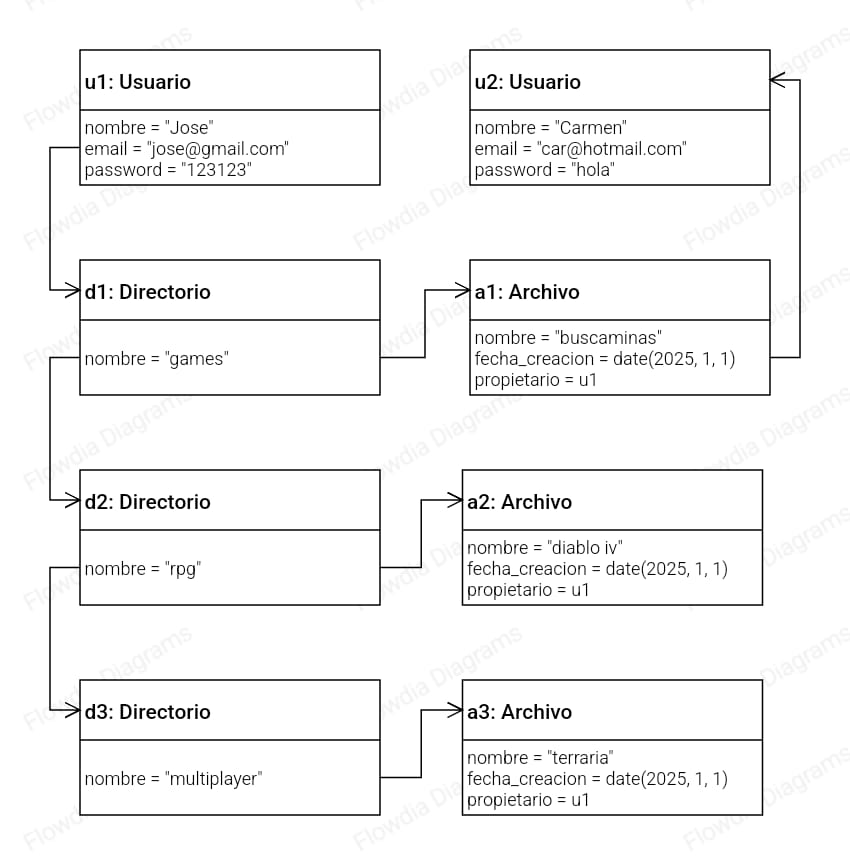 u1: Usuario
nombre = "Jose"
email = "jose@gmail.com"
password = "123123"
u2: Usuario
nombre = "Carmen"
email = "car@hotmail.com"
password = "hola"
d1: Directorio
nombre = "games"
a1: Archivo
nombre = "buscaminas"
fecha_creacion = date(2025, 1, 1)
propietario = u1
d2: Directorio
nombre = "rpg"
a2: Archivo
nombre = "diablo iv"
fecha_creacion = date(2025, 1, 1)
propietario = u1
d3: Directorio
nombre = "multiplayer"
a3: Archivo
nombre = "terraria"
fecha_creacion = date(2025, 1, 1)
propietario = u1
Flowdia Diagrams